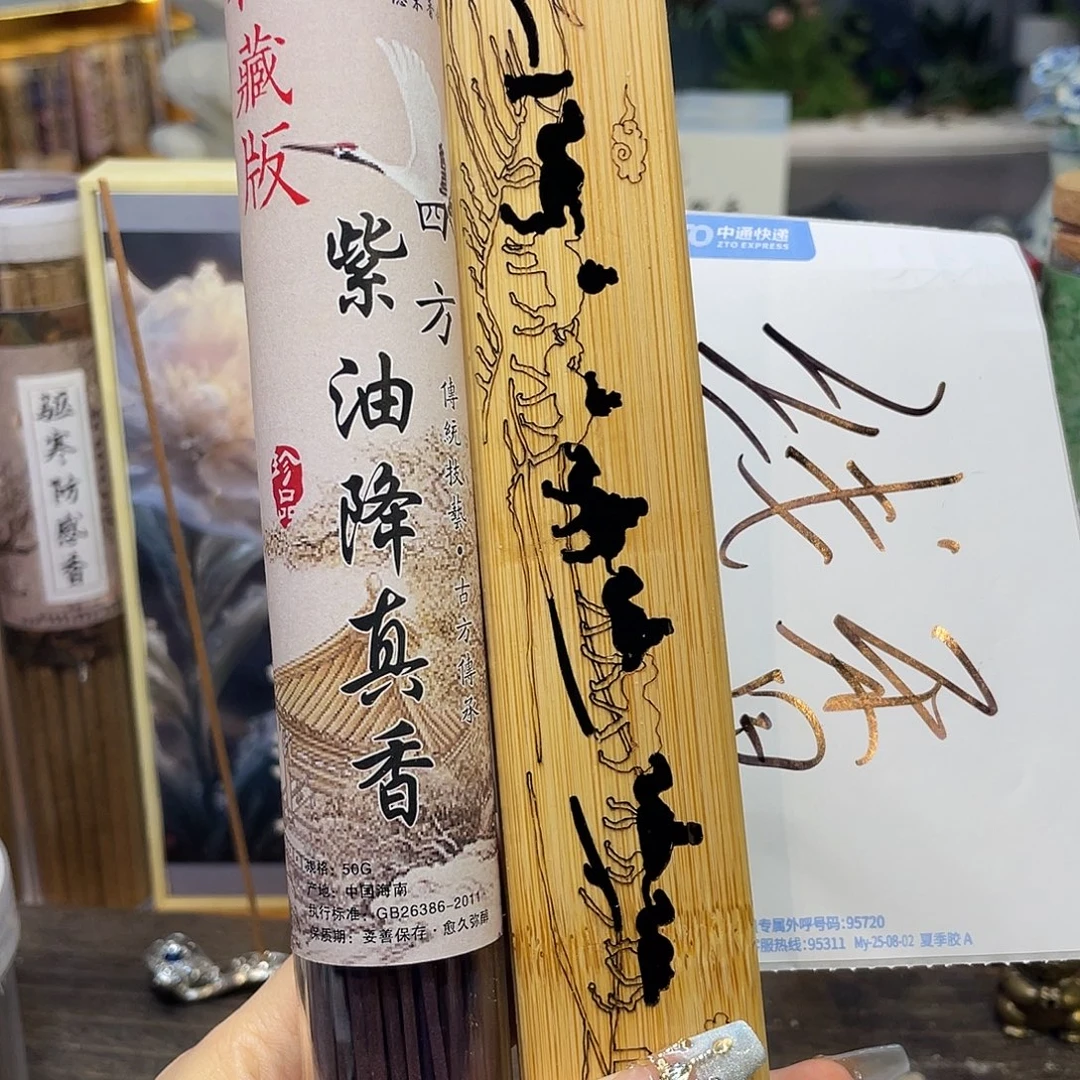 藏版
四方
紫油降真香
傳統技藝·古方傳承
珍品
规格：50G
产地：中国海南
执行标准：GB26386-2011
保质期：妥善保存·愈久弥醇
驱寒防感香
中通快递
ZTO EXPRESS
专属外呼号码:95720
服热线:95311 My-25-08-02 夏季胶A